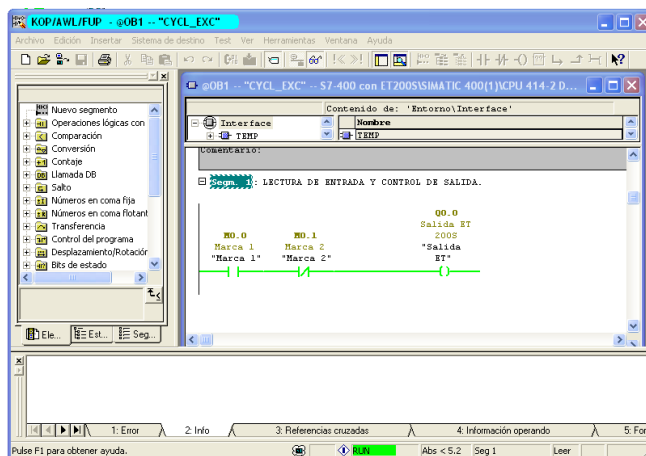 KOP/AWL/FUP - @OB1 -- "CYCL_EXC"
Archivo Edición Insertar Sistema de destino Test Ver Herramientas Ventana Ayuda
@OB1 -- "CYCL_EXC" -- S7-400 con ET200S\SIMATIC 400(1)\CPU 414-2 D...
Contenido de: 'Entorno\Interface'
Interface
TEMP
Nombre
TEMP
Nuevo segmento
Operaciones lógicas con
Comparación
Conversión
Contaje
Llamada DB
Salto
Números en coma fija
Números en coma flotant
Transferencia
Control del programa
Desplazamiento/Rotación
Bits de estado
Comentario:
Segm. 1: LECTURA DE ENTRADA Y CONTROL DE SALIDA.
Q0.0
Salida ET
M0.0 M0.1 200S
Marca 1 Marca 2 "Salida
"Marca 1" "Marca 2" ET"
Ele... Est... Seg...
1: Error 2: Info 3: Referencias cruzadas 4: Información operando 5: For
Pulse F1 para obtener ayuda. RUN Abs < 5.2 Seg 1 Leer